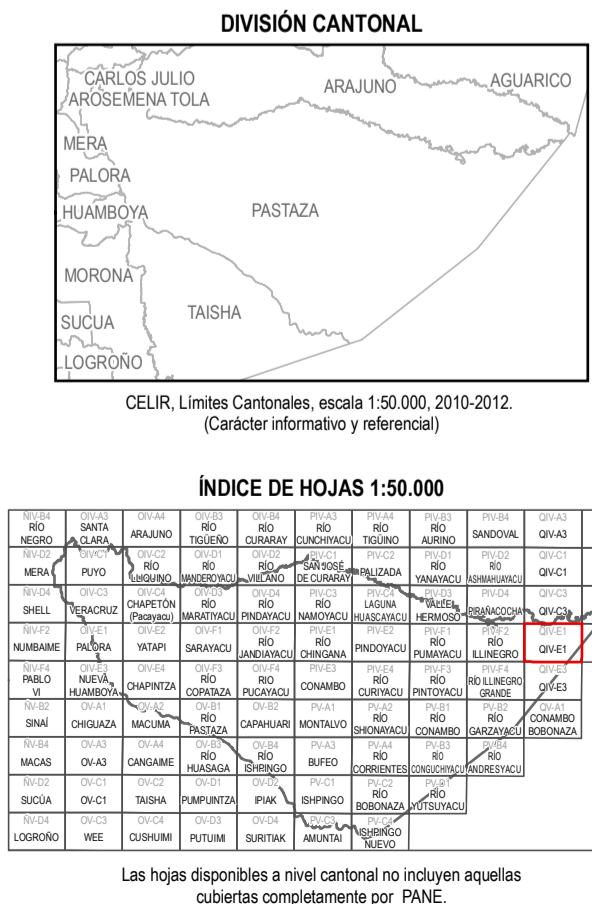 DIVISIÓN CANTONAL
CARLOS JULIO
AROSEMENA TOLA
ARAJUNO
AGUARICO
MERA
PALORA
HUAMBOYA
PASTAZA
MORONA
TAISHA
SUCUA
LOGROÑO
CELIR, Límites Cantonales, escala 1:50.000, 2010-2012.
(Carácter informativo y referencial)
ÍNDICE DE HOJAS 1:50.000
ÑIV-B4 OIV-A3 OIV-A4 OIV-B3 OIV-B4 PIV-A3 PIV-A4 PIV-B3 PIV-B4 QIV-A3
RÍO NEGRO SANTA CLARA ARAJUNO RÍO TIGÜEÑO RÍO CURARAY RÍO CUNCHIYACU RÍO TIGÜINO RÍO AURINO SANDOVAL QIV-A3
ÑIV-D2 OIV-C1 OIV-C2 OIV-D1 OIV-D2 PIV-C1 PIV-C2 PIV-D1 PIV-D2 QIV-C1
MERA PUYO RÍO LLIQUINO RÍO MANDEROYACU RÍO VILLANO SAN JOSÉ DE CURARAY PALIZADA RÍO YANAYACU RÍO ASHMAHUAYACU QIV-C1
ÑIV-D4 OIV-C3 OIV-C4 OIV-D3 OIV-D4 PIV-C3 PIV-C4 PIV-D3 PIV-D4 QIV-C3
SHELL VERACRUZ CHAPETÓN (Pacayacu) RÍO MARATIYACU RÍO PINDAYACU RÍO NAMOYACU LAGUNA HUASCAYACU VALLE HERMOSO PIRAÑACOCHA QIV-C3
ÑIV-F2 OIV-E1 OIV-E2 OIV-F1 OIV-F2 PIV-E1 PIV-E2 PIV-F1 PIV-F2 QIV-E1
NUMBAIME PALORA YATAPI SARAYACU RÍO JANDIAYACU RÍO CHINGANA PINDOYACU RÍO PUMAYACU RÍO ILLINEGRO QIV-E1
ÑIV-F4 OIV-E3 OIV-E4 OIV-F3 OIV-F4 PIV-E3 PIV-E4 PIV-F3 PIV-F4 QIV-E3
PABLO VI NUEVA HUAMBOYA CHAPINTZA RÍO COPATAZA RÍO PUCAYACU CONAMBO RÍO CURIYACU RÍO PINTOYACU RÍO ILLINEGRO GRANDE QIV-E3
ÑV-B2 OV-A1 OV-A2 OV-B1 OV-B2 PV-A1 PV-A2 PV-B1 PV-B2 QV-A1
SINAÍ CHIGUAZA MACUMA RÍO PASTAZA CAPAHUARI MONTALVO RÍO SHIONAYACU RÍO CONAMBO RÍO GARZAYACU CONAMBO BOBONAZA
ÑV-B4 OV-A3 OV-A4 OV-B3 OV-B4 PV-A3 PV-A4 PV-B3 PV-B4
MACAS OV-A3 CANGAIME RÍO HUASAGA RÍO ISHPINGO BUFEO RÍO CORRIENTES RÍO CONGUCHIYACU RÍO ANDRESYACU
ÑV-D2 OV-C1 OV-C2 OV-D1 OV-D2 PV-C1 PV-C2 PV-D1
SUCÚA OV-C1 TAISHA PUMPUINTZA IPIAK ISHPINGO RÍO BOBONAZA RÍO YUTSUYACU
ÑV-D4 OV-C3 OV-C4 OV-D3 OV-D4 PV-C3 PV-C4
LOGROÑO WEE CUSHUIMI PUTUIMI SURITIAK AMUNTAI ISHPINGO NUEVO
Las hojas disponibles a nivel cantonal no incluyen aquellas
cubiertas completamente por PANE.